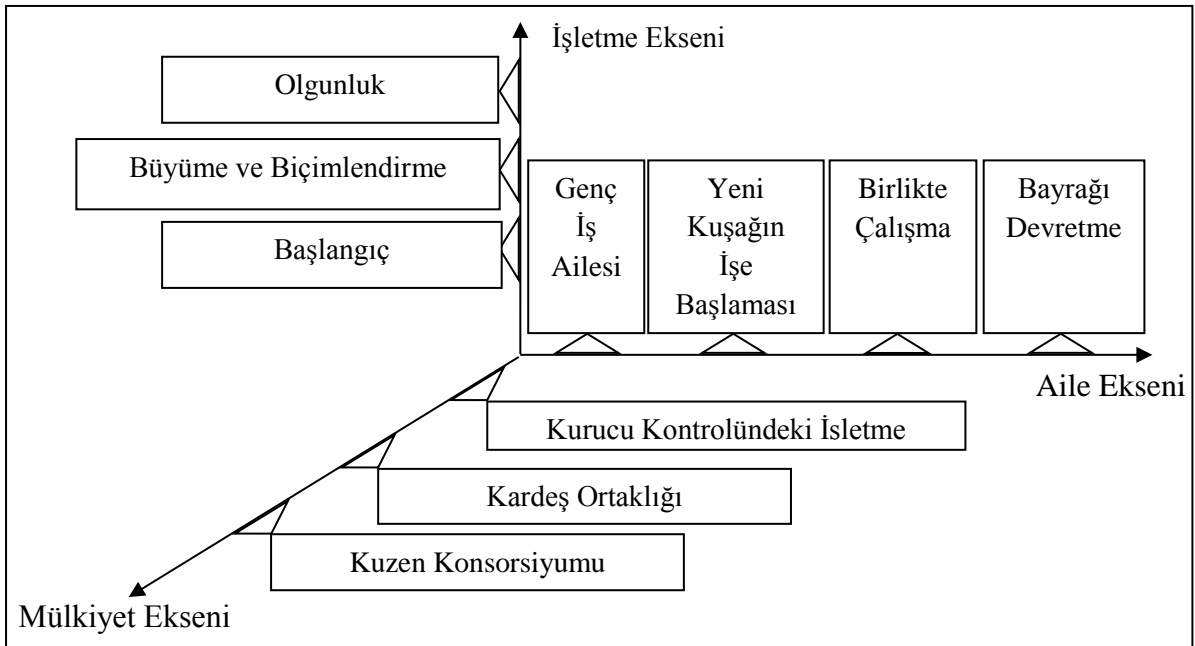 İşletme Ekseni
Olgunluk
Büyüme ve Biçimlendirme
Başlangıç
Genç
İş
Ailesi
Yeni
Kuşağın
İşe
Başlaması
Birlikte
Çalışma
Bayrağı
Devretme
Aile Ekseni
Kurucu Kontrolündeki İsletme
Kardeş Ortaklığı
Kuzen Konsorsiyumu
Mülkiyet Ekseni